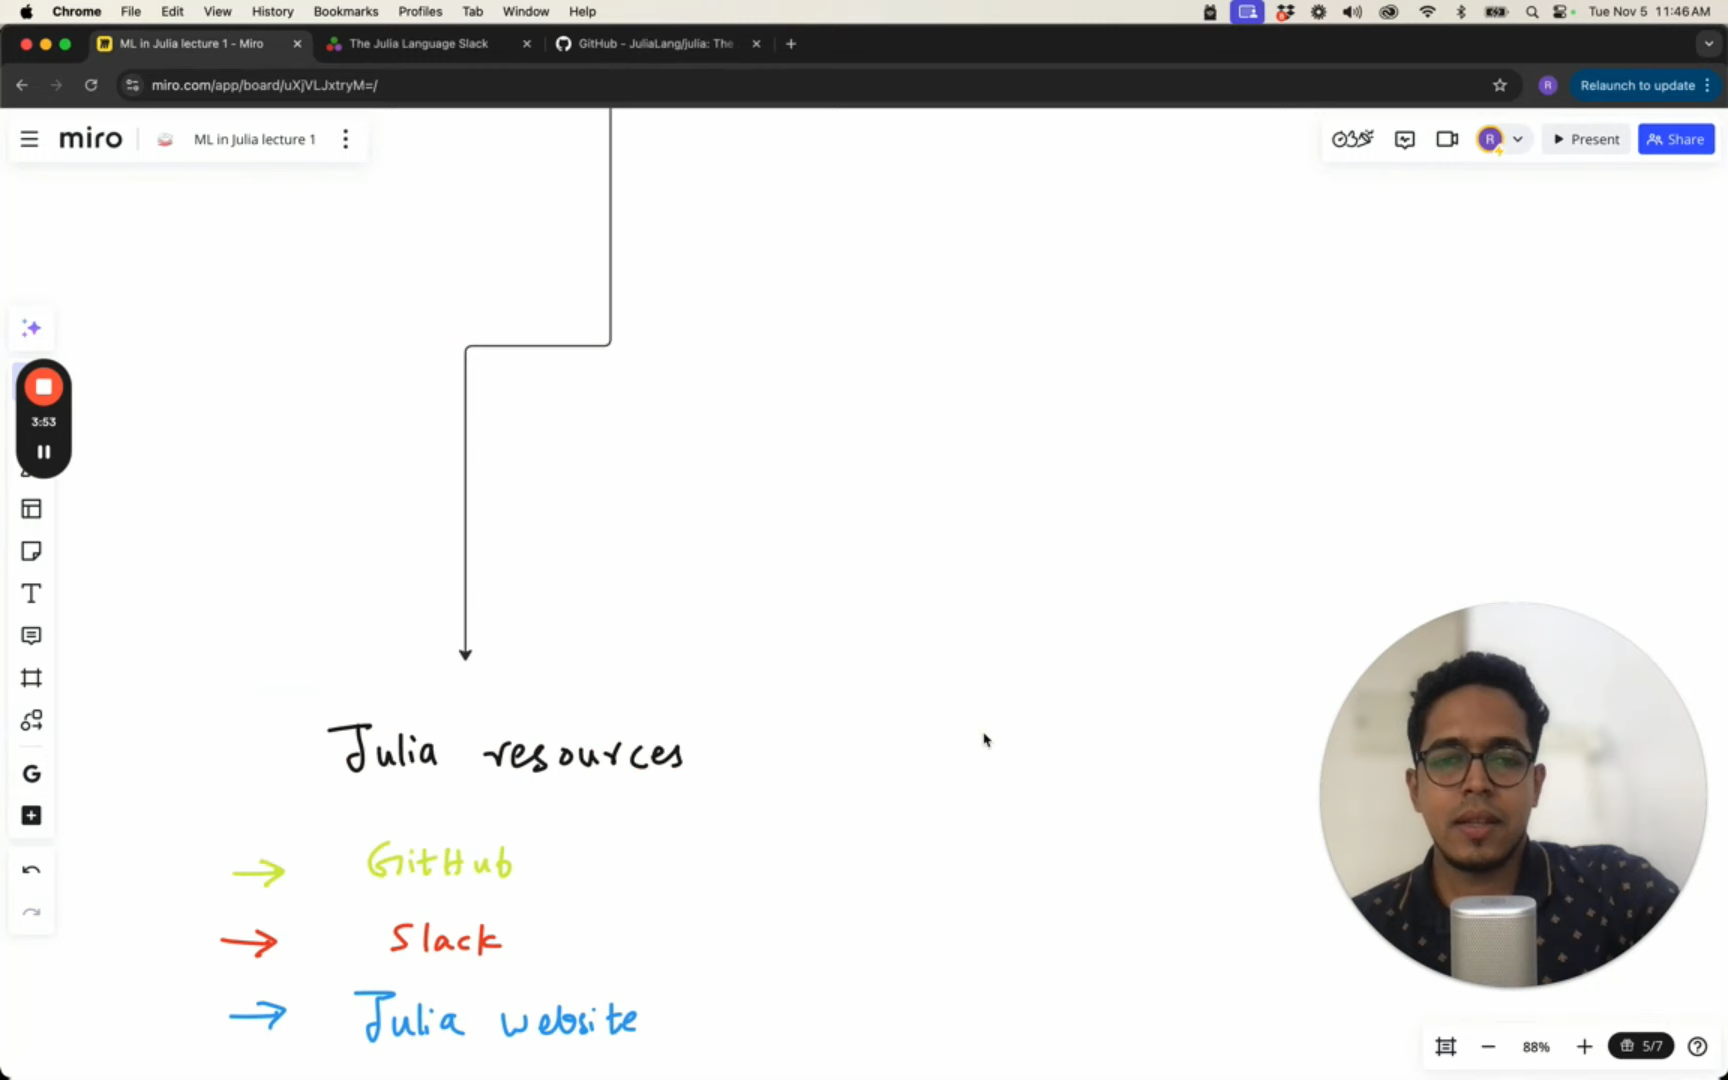 Chrome File Edit View History Bookmarks Profiles Tab Window Help Tue Nov 5 11:46 AM
ML in Julia lecture 1 - Miro The Julia Language Slack GitHub - JuliaLang/julia: The
miro.com/app/board/uXjVLJxtryM=/ R Relaunch to update
miro ML in Julia lecture 1 R Present Share
3:53
Julia resources
GitHub
Slack
Julia website
88% 5/7